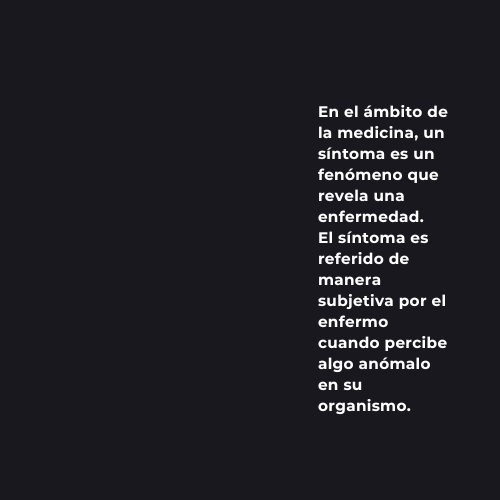 En el ámbito de
la medicina, un
síntoma es un
fenómeno que
revela una
enfermedad.
El síntoma es
referido de
manera
subjetiva por el
enfermo
cuando percibe
algo anómalo
en su
organismo.